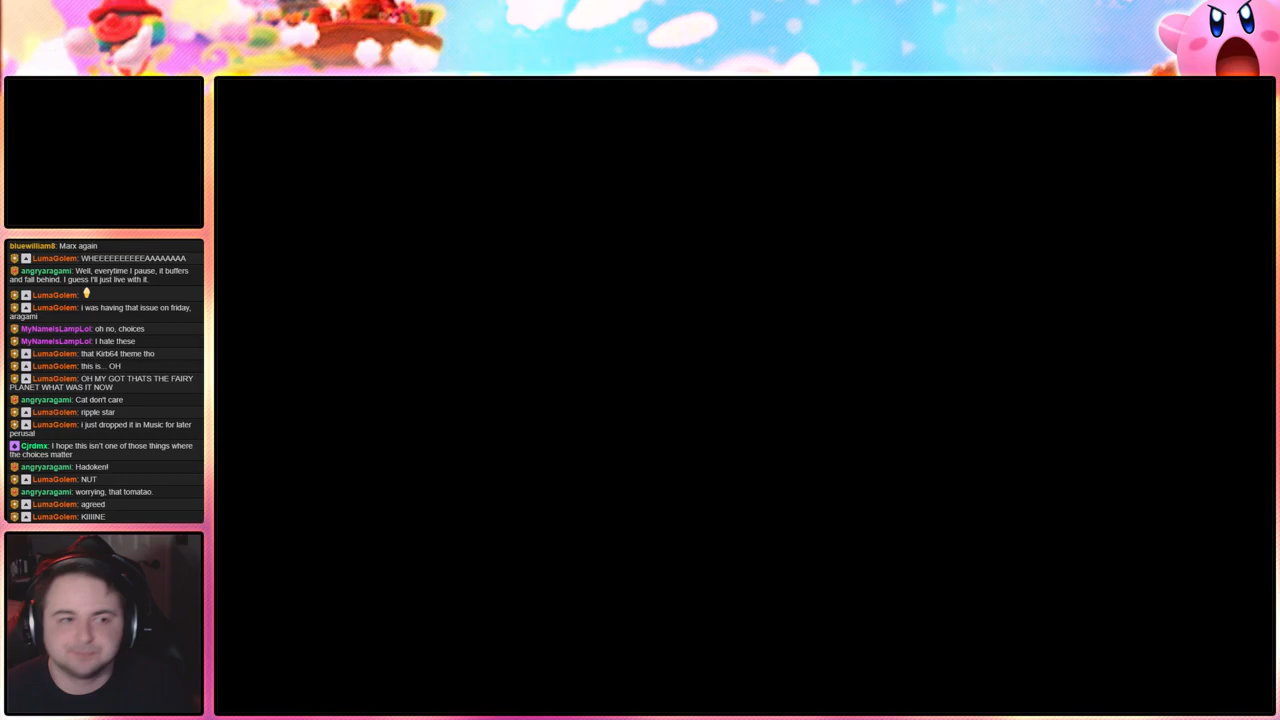 bluewilliam8: Marx again
LumaGolem: WHEEEEEEEEEEAAAAAAAA
angryaragami: Well, everytime I pause, it buffers
and fall behind. I guess I'll just live with it.
LumaGolem:
LumaGolem: i was having that issue on friday,
aragami
MyNameIsLampLol: oh no, choices
MyNameIsLampLol: I hate these
LumaGolem: that Kirb64 theme tho
LumaGolem: this is... OH
LumaGolem: OH MY GOT THATS THE FAIRY
PLANET WHAT WAS IT NOW
angryaragami: Cat don't care
LumaGolem: ripple star
LumaGolem: i just dropped it in Music for later
perusal
Cjrdmx: I hope this isn't one of those things where
the choices matter
angryaragami: Hadoken!
LumaGolem: NUT
angryaragami: worrying, that tomatao.
LumaGolem: agreed
LumaGolem: KIIIINE